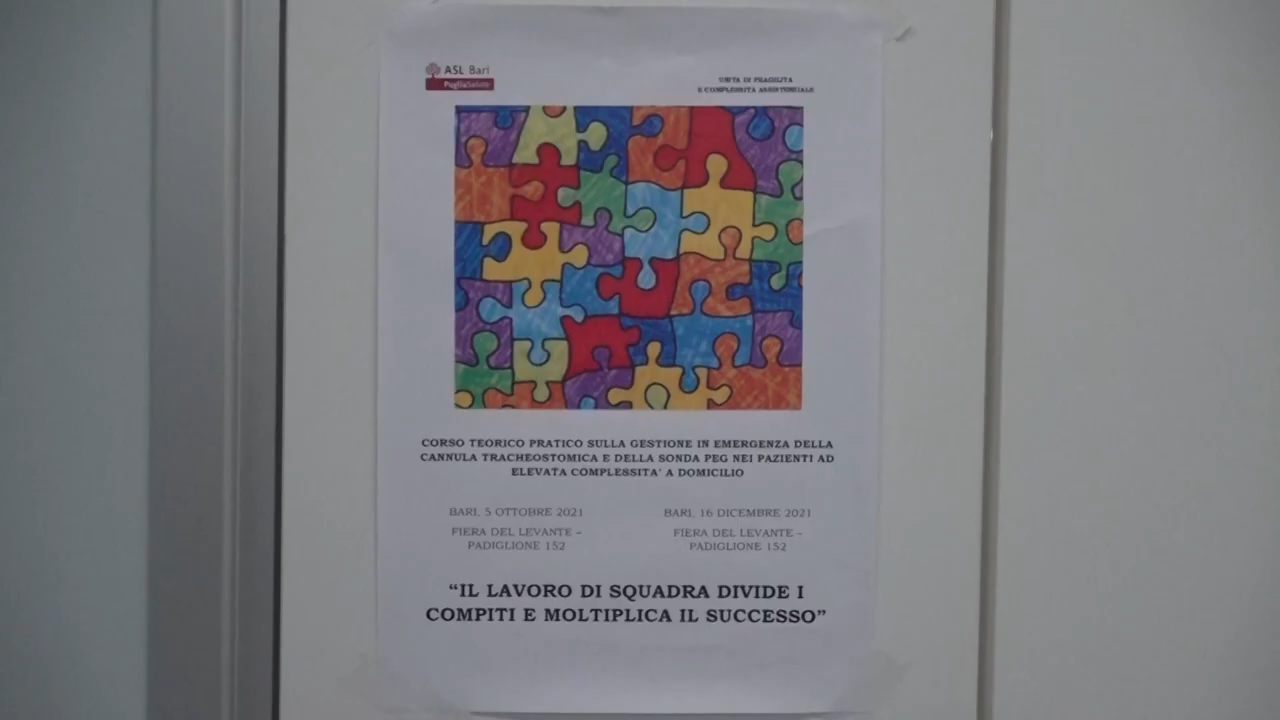 ASL Bari
PugliaSalute
UNITA DI FRAGILITA
E COMPLESSITA ASSISTENZIALE
CORSO TEORICO PRATICO SULLA GESTIONE IN EMERGENZA DELLA
CANNULA TRACHEOSTOMICA E DELLA SONDA PEG NEI PAZIENTI AD
ELEVATA COMPLESSITA' A DOMICILIO
BARI, 5 OTTOBRE 2021
FIERA DEL LEVANTE –
PADIGLIONE 152
BARI, 16 DICEMBRE 2021
FIERA DEL LEVANTE –
PADIGLIONE 152
“IL LAVORO DI SQUADRA DIVIDE I
COMPITI E MOLTIPLICA IL SUCCESSO”